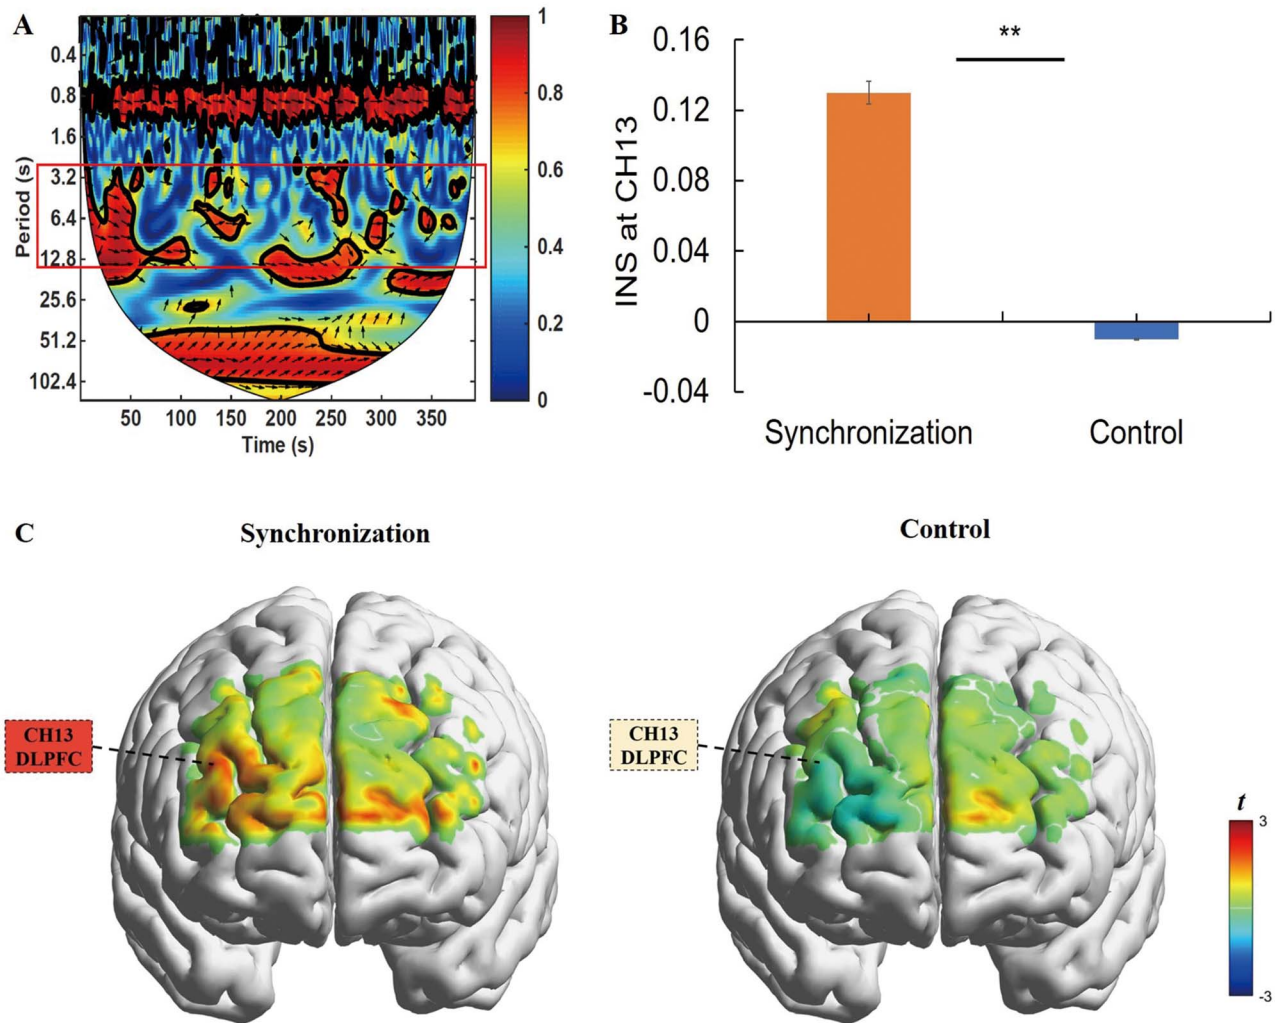 A
Period (s)
0.4
0.8
1.6
3.2
6.4
12.8
25.6
51.2
102.4
50 100 150 200 250 300 350
Time (s)
1
0.8
0.6
0.4
0.2
0
B
INS at CH13
0.16
0.12
0.08
0.04
0
-0.04
**
Synchronization Control
C
Synchronization
Control
CH13
DLPFC
CH13
DLPFC
t
3
-3